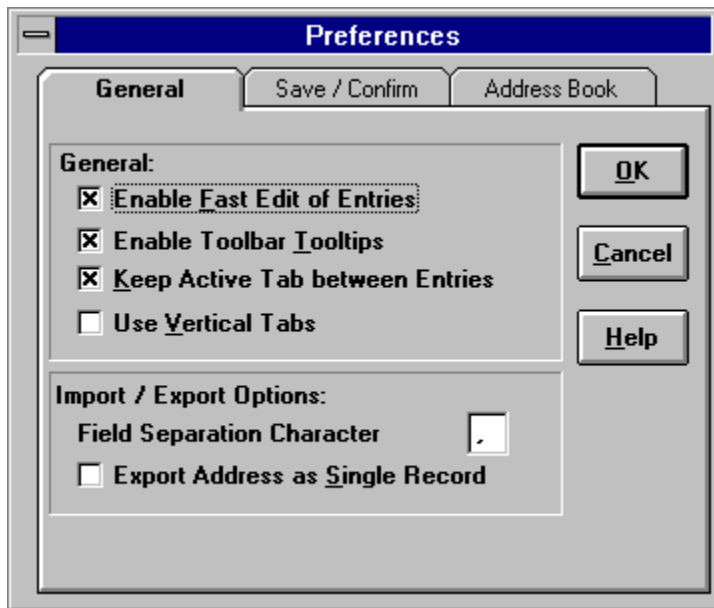 Preferences
General
Save / Confirm
Address Book
General:
Enable Fast Edit of Entries
Enable Toolbar Tooltips
Keep Active Tab between Entries
Use Vertical Tabs
OK
Cancel
Help
Import / Export Options:
Field Separation Character ,
Export Address as Single Record